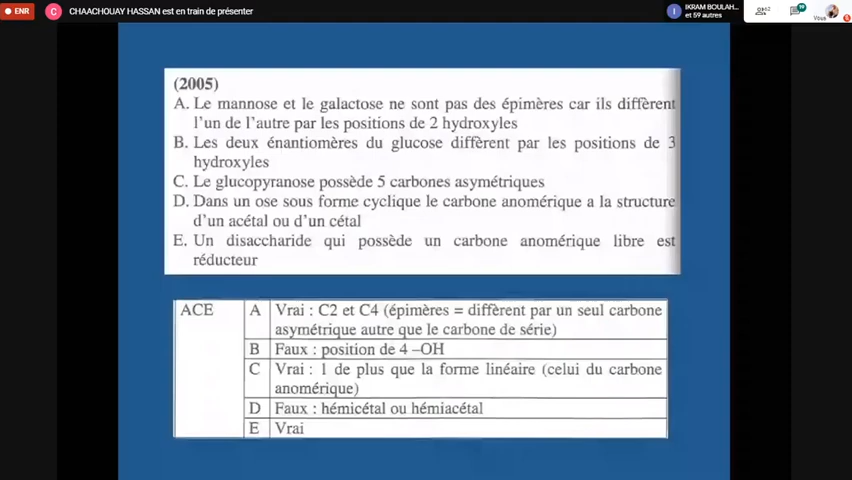 ENR
C CHAACHOUAY HASSAN est en train de présenter
I IKRAM BOULAH...
et 59 autres
62
Vous
(2005)
A. Le mannose et le galactose ne sont pas des épimères car ils diffèrent
l'un de l'autre par les positions de 2 hydroxyles
B. Les deux énantiomères du glucose diffèrent par les positions de 3
hydroxyles
C. Le glucopyranose possède 5 carbones asymétriques
D. Dans un ose sous forme cyclique le carbone anomérique a la structure
d'un acétal ou d'un cétal
E. Un disaccharide qui possède un carbone anomérique libre est
réducteur
ACE A Vrai : C2 et C4 (épimères = diffèrent par un seul carbone
asymétrique autre que le carbone de série)
B Faux : position de 4 –OH
C Vrai : 1 de plus que la forme linéaire (celui du carbone
anomérique)
D Faux : hémicétal ou hémiacétal
E Vrai